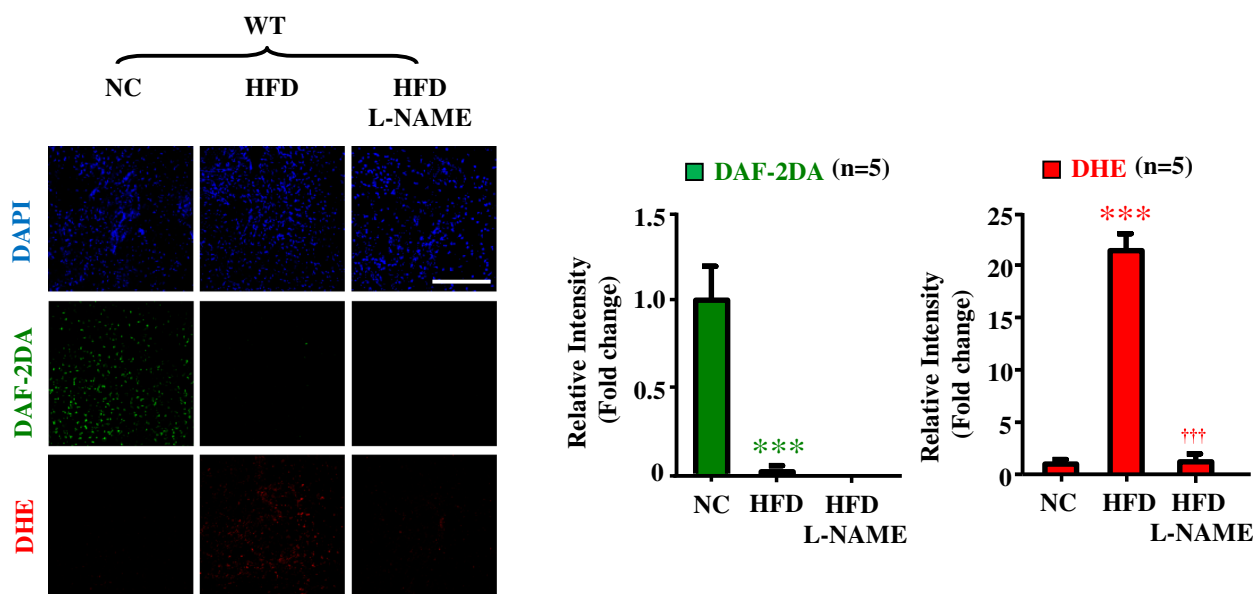 WT
NC HFD HFD
L-NAME
DAPI
DAF-2DA
DHE
DAF-2DA (n=5)
Relative Intensity
(Fold change)
1.5
1.0
0.5
0
***
NC HFD HFD
L-NAME
DHE (n=5)
Relative Intensity
(Fold change)
25
20
15
10
5
0
***
†††
NC HFD HFD
L-NAME